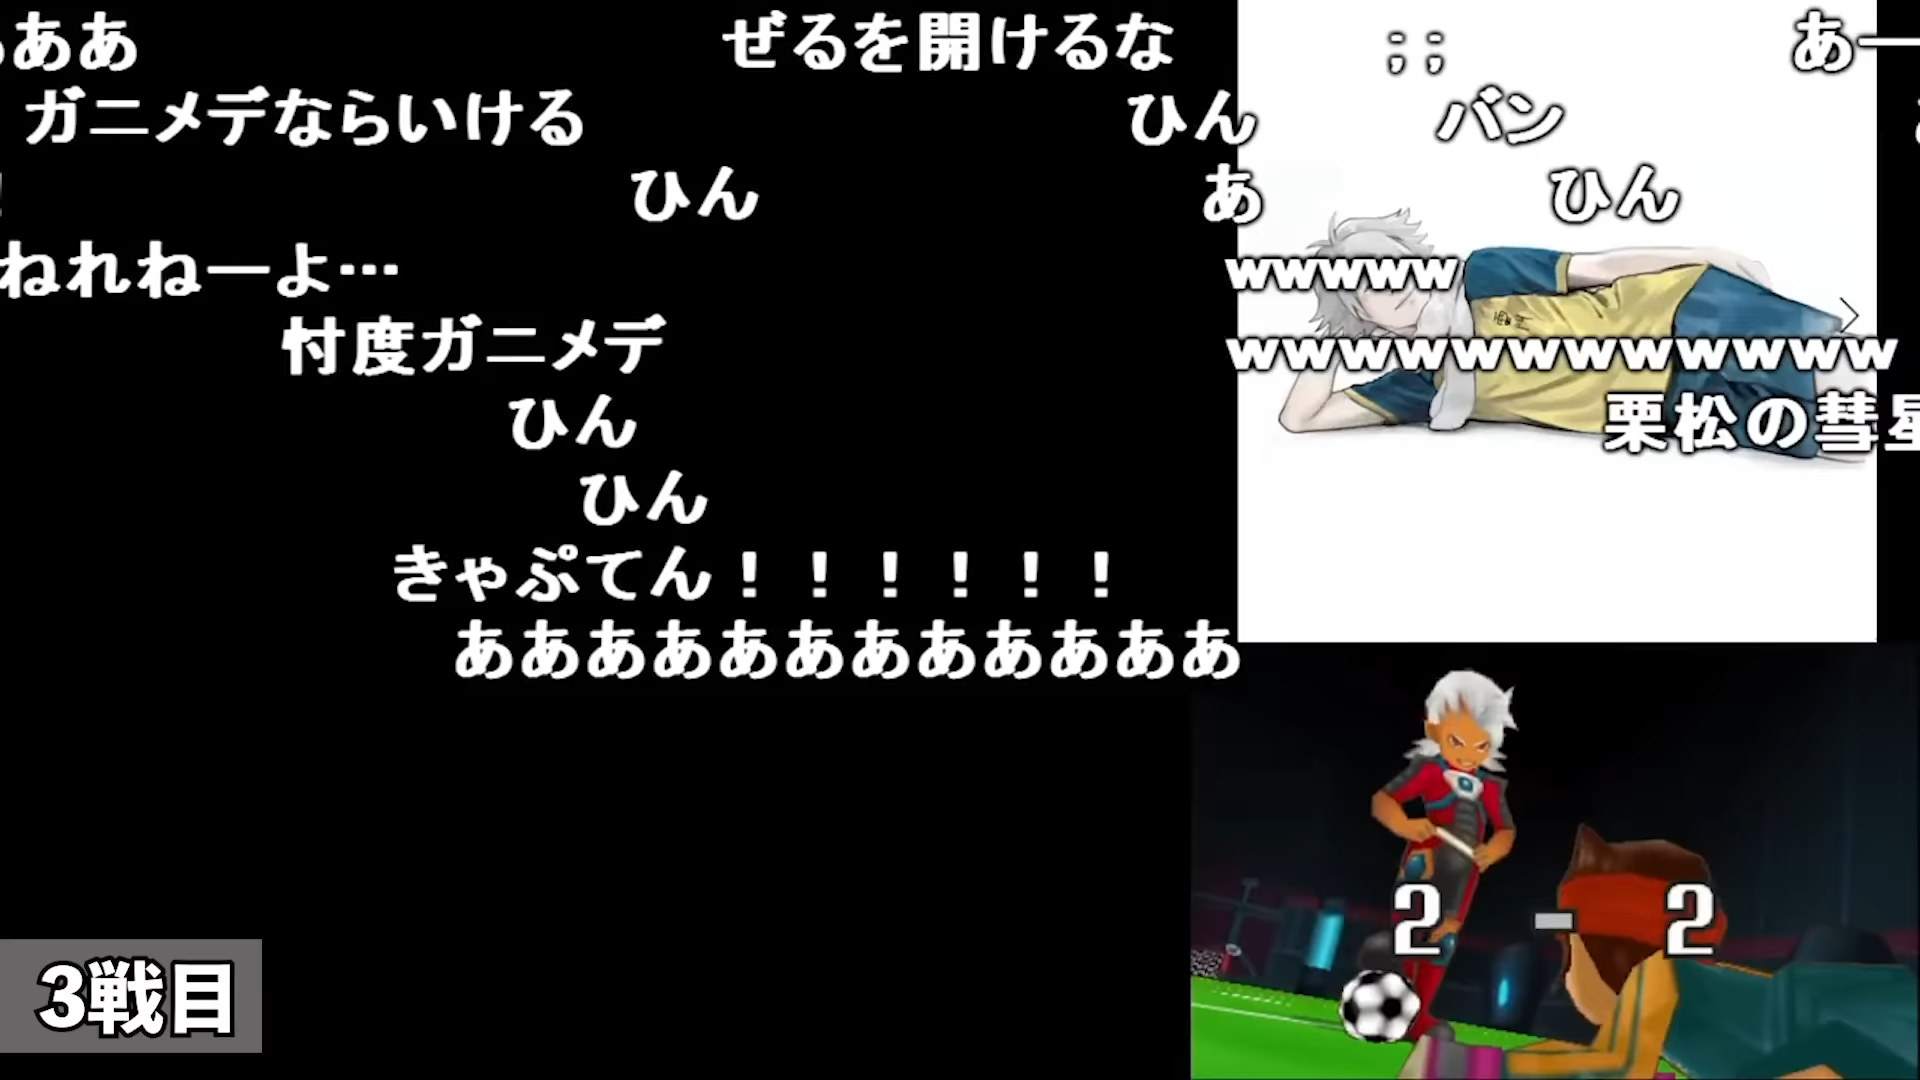 ああ
ぜるを開けるな
; ;
あー
ガニメデならいける
ひん
バン
！
ひん
あ
ひん
ねれねーよ…
wwwww
忖度ガニメデ
wwwwwwwwwwww
ひん
栗松の彗星
ひん
きゃぷてん！！！！！！
ああああああああああああ
2 - 2
3戦目